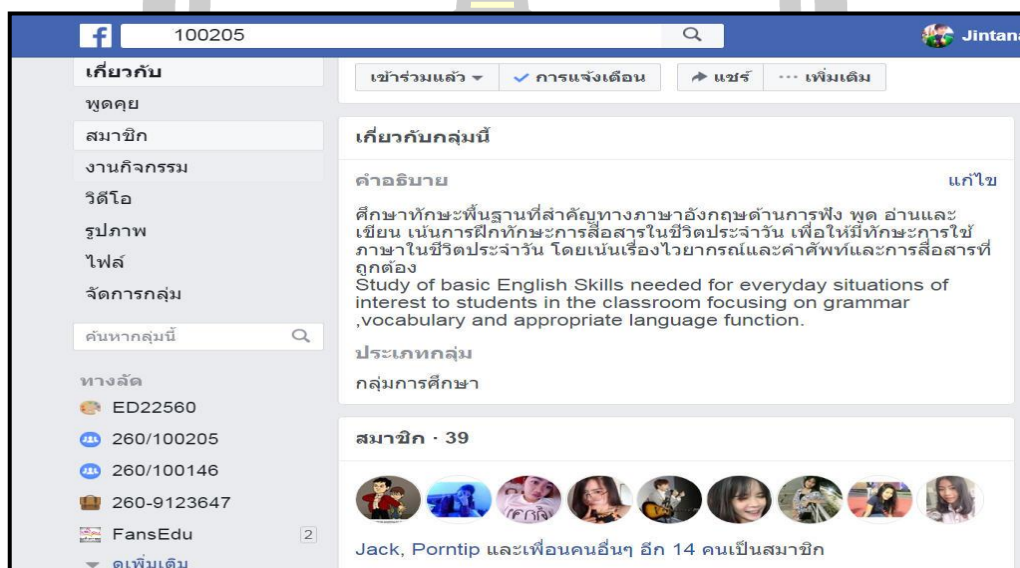 f
100205
Jintana
เกี่ยวกับ
พูดคุย
สมาชิก
งานกิจกรรม
วิดีโอ
รูปภาพ
ไฟล์
จัดการกลุ่ม
ค้นหากลุ่มนี้
ทางลัด
ED22560
260/100205
260/100146
260-9123647
FansEdu 2
ดูเพิ่มเติม
เข้าร่วมแล้ว การแจ้งเตือน แชร์ ··· เพิ่มเติม
เกี่ยวกับกลุ่มนี้
คำอธิบาย แก้ไข
ศึกษาทักษะพื้นฐานที่สำคัญทางภาษาอังกฤษด้านการฟัง พูด อ่านและ
เขียน เน้นการฝึกทักษะการสื่อสารในชีวิตประจำวัน เพื่อให้มีทักษะการใช้
ภาษาในชีวิตประจำวัน โดยเน้นเรื่องไวยากรณ์และคำศัพท์และการสื่อสารที่
ถูกต้อง
Study of basic English Skills needed for everyday situations of
interest to students in the classroom focusing on grammar
,vocabulary and appropriate language function.
ประเภทกลุ่ม
กลุ่มการศึกษา
สมาชิก · 39
Jack, Porntip และเพื่อนคนอื่นๆ อีก 14 คนเป็นสมาชิก